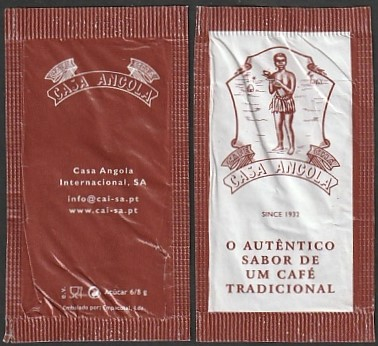 CASA ANGOLA
Casa Angola
Internacional, SA
info@cai-sa.pt
www.cai-sa.pt
Açúcar 6/8 g
CASA ANGOLA
SINCE 1932
O AUTÊNTICO
SABOR DE
UM CAFÉ
TRADICIONAL